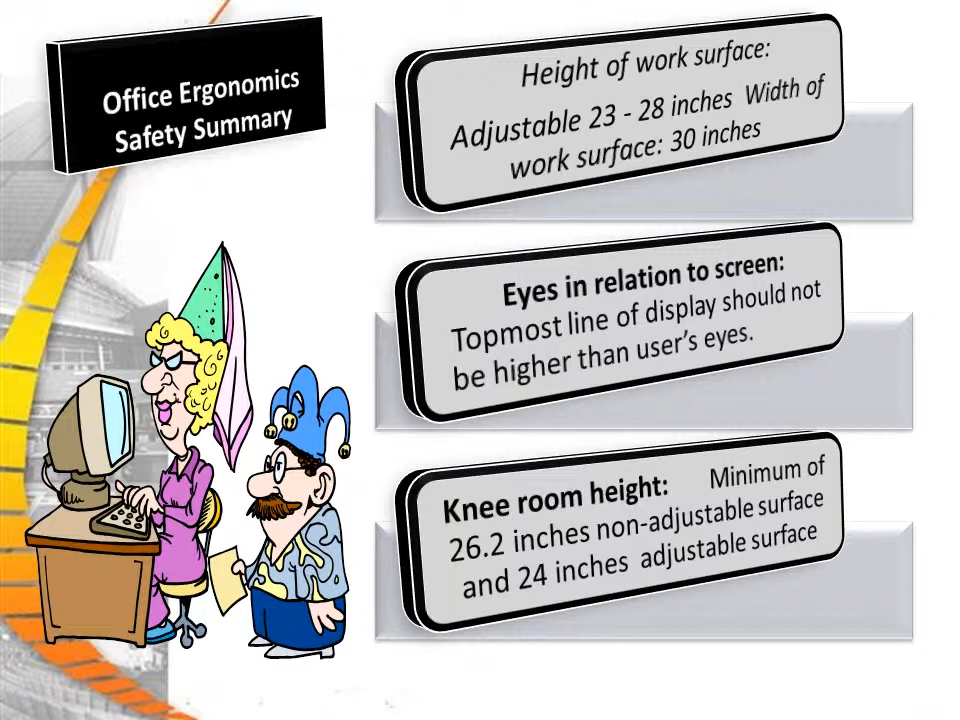 Office Ergonomics
Safety Summary
Height of work surface:
Adjustable 23 - 28 inches Width of
work surface: 30 inches
Eyes in relation to screen:
Topmost line of display should not
be higher than user's eyes.
Knee room height: Minimum of
26.2 inches non-adjustable surface
and 24 inches adjustable surface